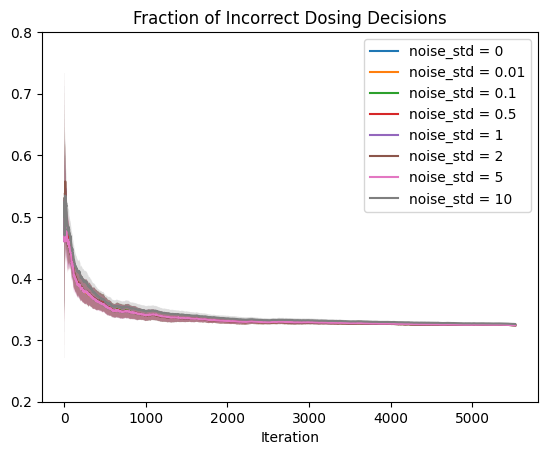 Fraction of Incorrect Dosing Decisions
0.8
0.7
0.6
0.5
0.4
0.3
0.2
noise_std = 0
noise_std = 0.01
noise_std = 0.1
noise_std = 0.5
noise_std = 1
noise_std = 2
noise_std = 5
noise_std = 10
0 1000 2000 3000 4000 5000
Iteration